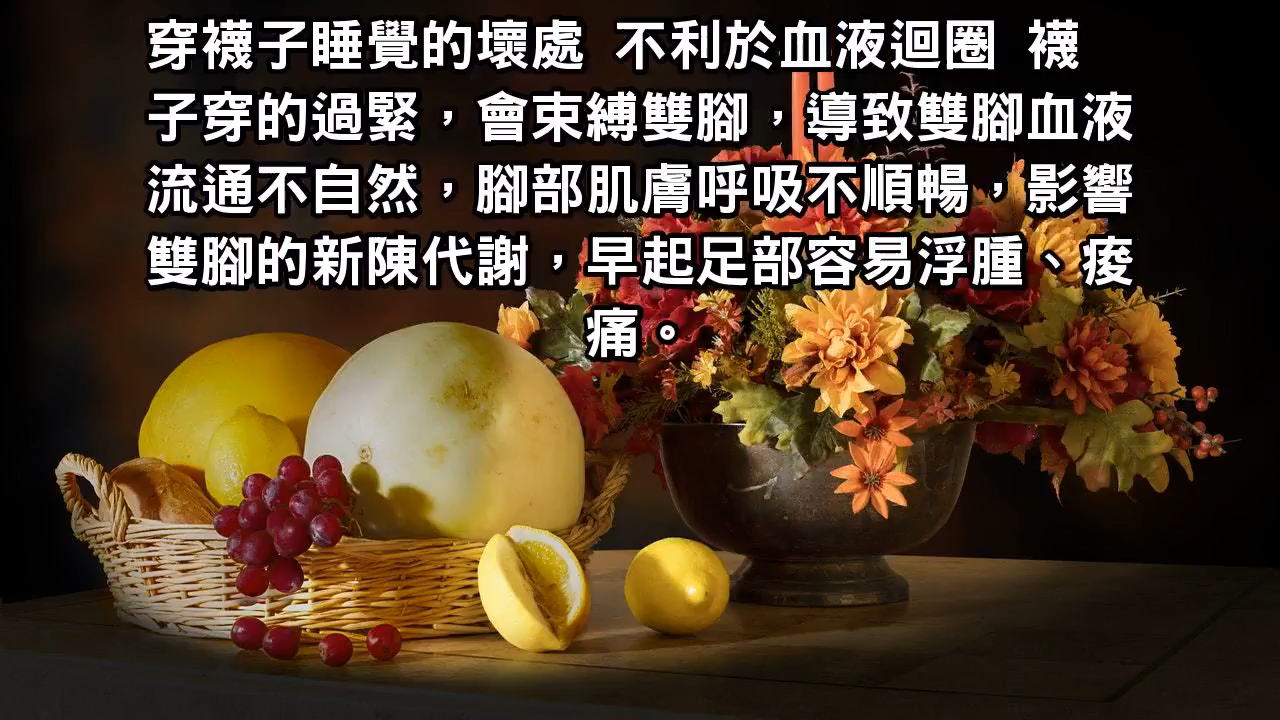 穿襪子睡覺的壞處 不利於血液迴圈 襪
子穿的過緊，會束縛雙腳，導致雙腳血液
流通不自然，腳部肌膚呼吸不順暢，影響
雙腳的新陳代謝，早起足部容易浮腫、痠
痛。